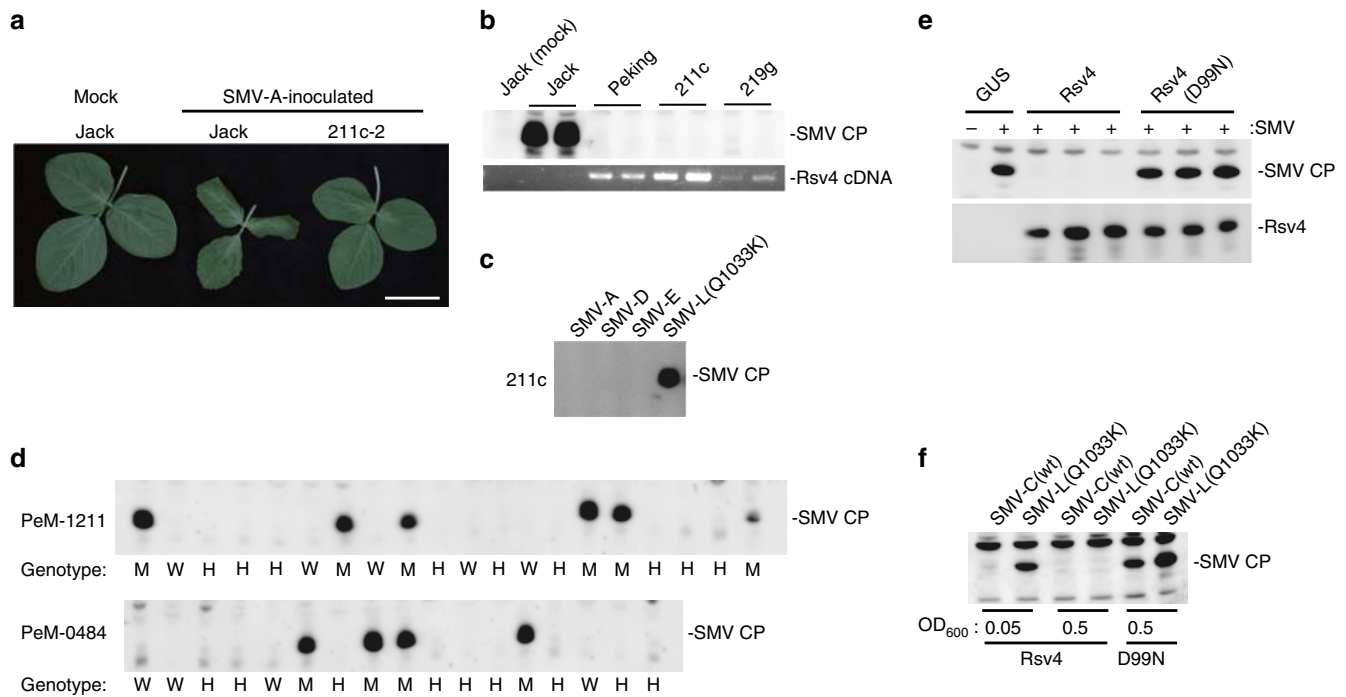 a
Mock
SMV-A-inoculated
Jack
Jack
211c-2
b
Jack (mock)
Jack
Peking
211c
219g
-SMV CP
-Rsv4 cDNA
c
SMV-A
SMV-D
SMV-E
SMV-L(Q1033K)
211c
-SMV CP
d
PeM-1211
-SMV CP
Genotype: M W H H H W M W M H W H W H M M H H H M
PeM-0484
-SMV CP
Genotype: W W H H W M H M M H H H M H W H H
e
GUS
Rsv4
Rsv4 (D99N)
– + + + + + + + :SMV
-SMV CP
-Rsv4
f
SMV-C(wt)
SMV-L(Q1033K)
SMV-C(wt)
SMV-L(Q1033K)
SMV-C(wt)
SMV-L(Q1033K)
-SMV CP
OD600 : 0.05 0.5 0.5
Rsv4 D99N